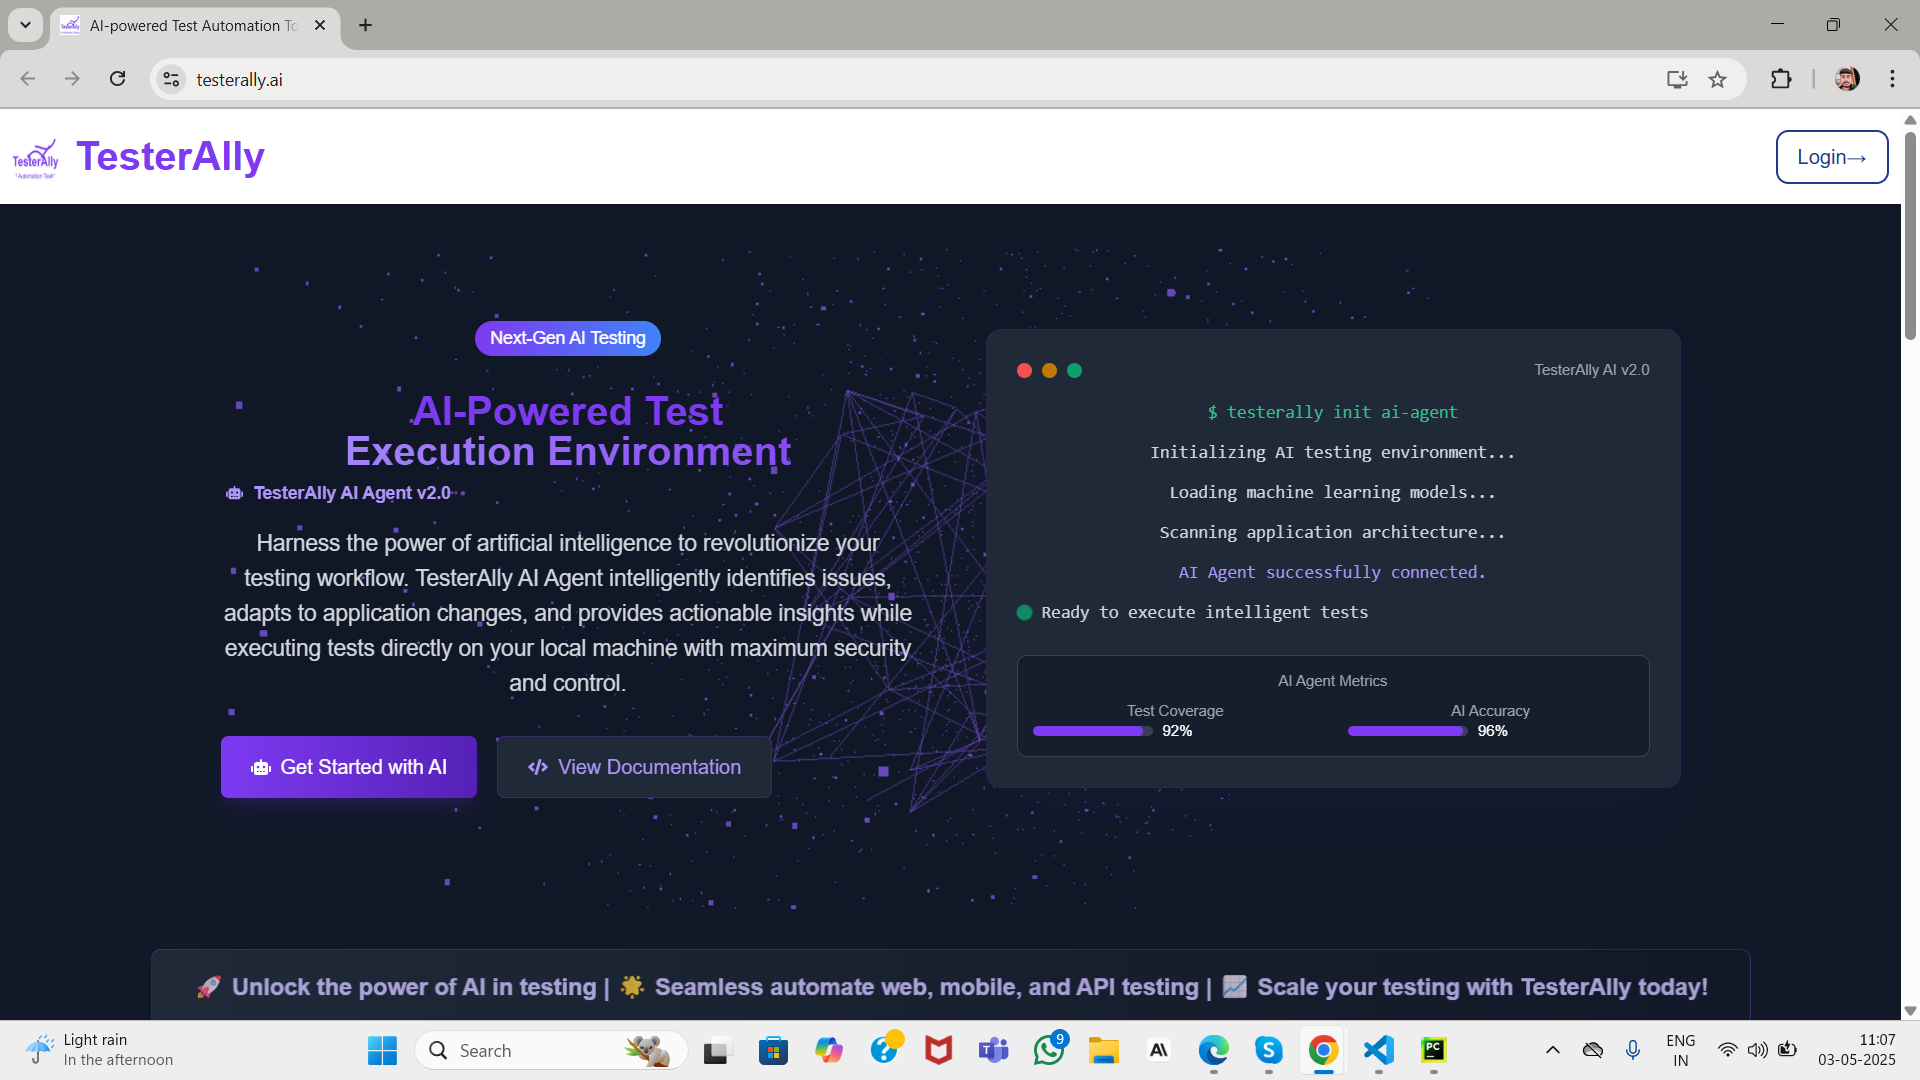 AI-powered Test Automation To
testerally.ai
TesterAlly
TesterAlly
Login→
Next-Gen AI Testing
AI-Powered Test
Execution Environment
TesterAlly AI Agent v2.0
Harness the power of artificial intelligence to revolutionize your
testing workflow. TesterAlly AI Agent intelligently identifies issues,
adapts to application changes, and provides actionable insights while
executing tests directly on your local machine with maximum security
and control.
Get Started with AI
View Documentation
TesterAlly AI v2.0
$ testerally init ai-agent
Initializing AI testing environment...
Loading machine learning models...
Scanning application architecture...
AI Agent successfully connected.
Ready to execute intelligent tests
AI Agent Metrics
Test Coverage
92%
AI Accuracy
96%
🚀 Unlock the power of AI in testing | 🌟 Seamless automate web, mobile, and API testing | 📈 Scale your testing with TesterAlly today!
Light rain
In the afternoon
Search
9
PC
ENG
IN
11:07
03-05-2025